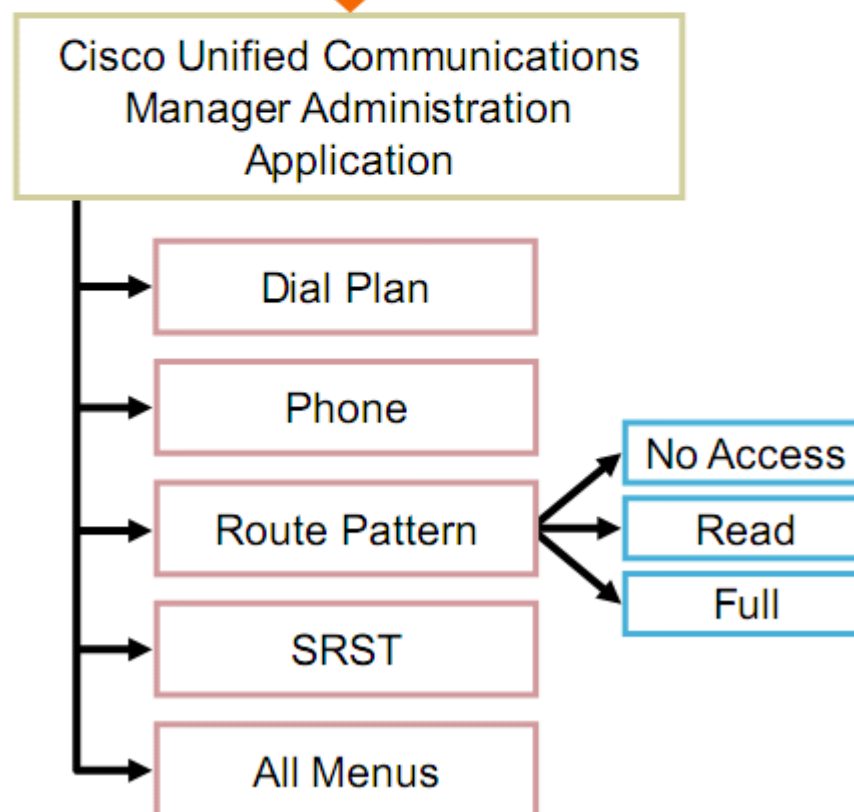 Cisco Unified Communications
Manager Administration
Application
Dial Plan
Phone
Route Pattern
No Access
Read
Full
SRST
All Menus